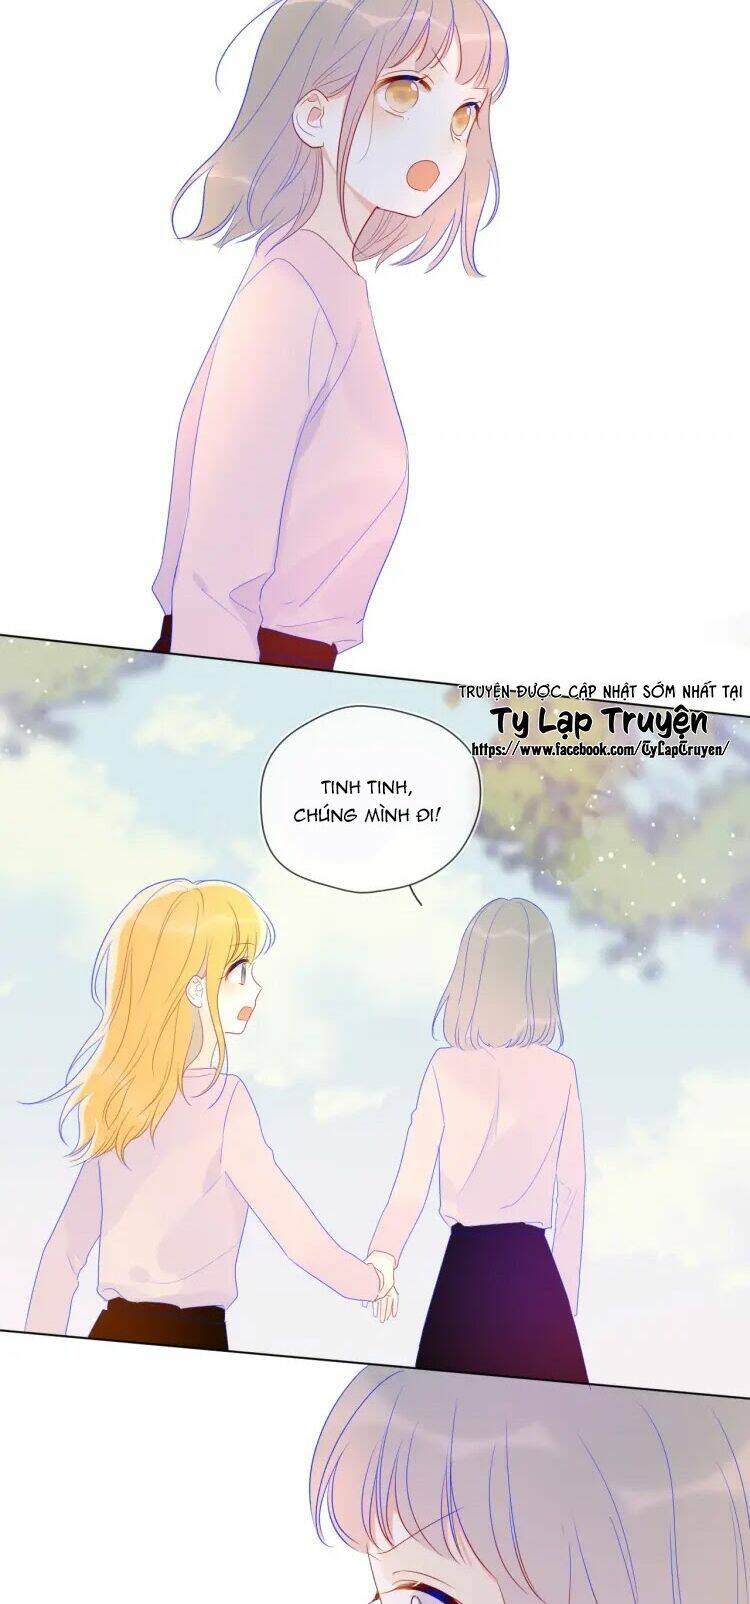 TRUYỆN ĐƯỢC CẬP NHẬT SỚM NHẤT TẠI
Ty Lạp Truyện
https://www.facebook.com/TyLapTruyen/
TINH TINH,
CHÚNG MÌNH ĐI!